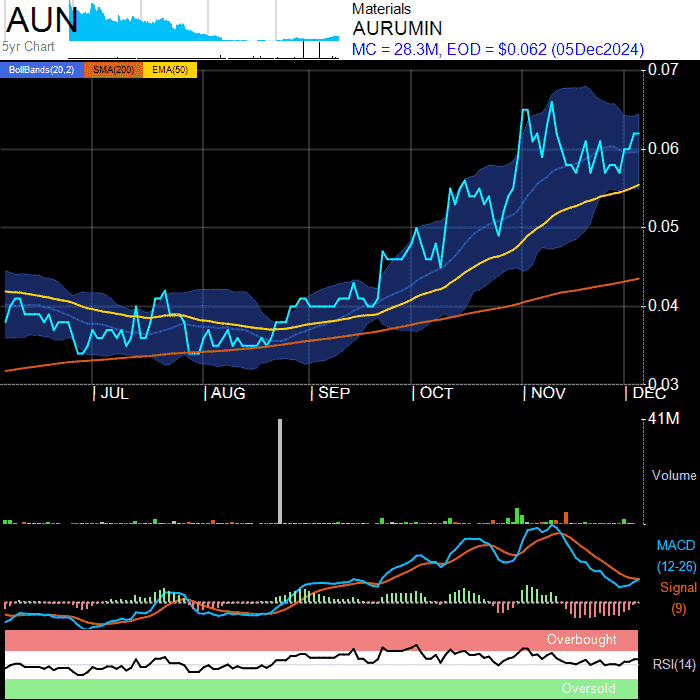 AUN
5yr Chart
Materials
AURUMIN
MC = 28.3M, EOD = $0.062 (05Dec2024)
BollBands(20,2) SMA(200) EMA(50)
0.07
0.06
0.05
0.04
0.03
JUL AUG SEP OCT NOV DEC
41M
Volume
MACD
(12-26)
Signal
(9)
Overbought
RSI(14)
Oversold